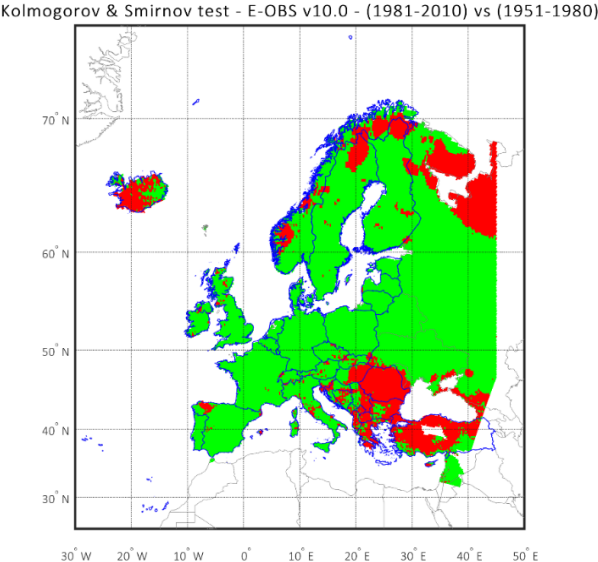 Kolmogorov & Smirnov test - E-OBS v10.0 - (1981-2010) vs (1951-1980)
70° N
60° N
50° N
40° N
30° N
30° W 20° W 10° W 0° 10° E 20° E 30° E 40° E 50° E